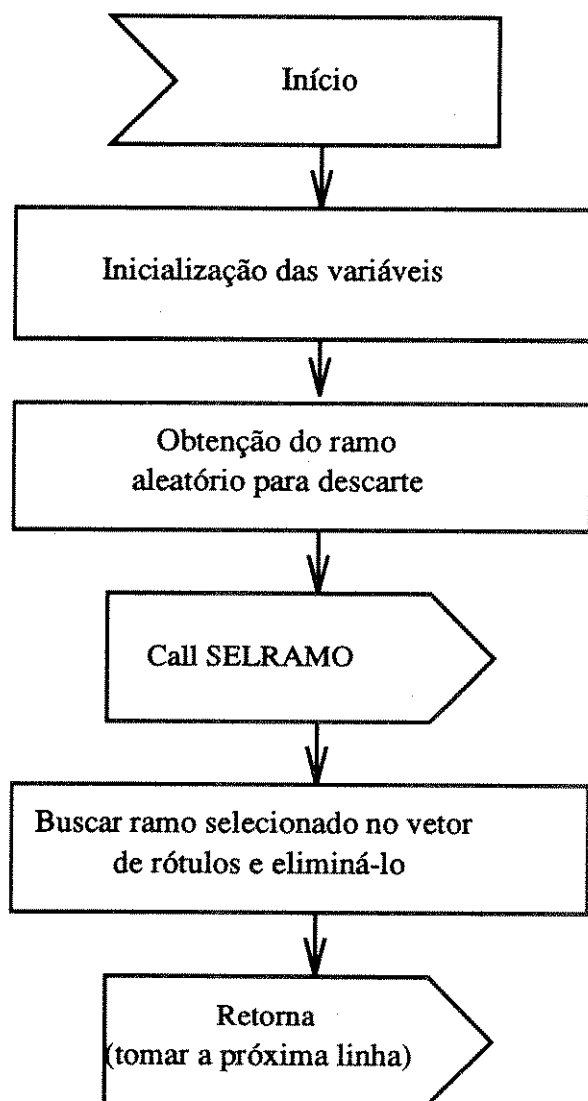 Início
Inicialização das variáveis
Obtenção do ramo
aleatório para descarte
Call SELRAMO
Buscar ramo selecionado no vetor
de rótulos e eliminá-lo
Retorna
(tomar a próxima linha)